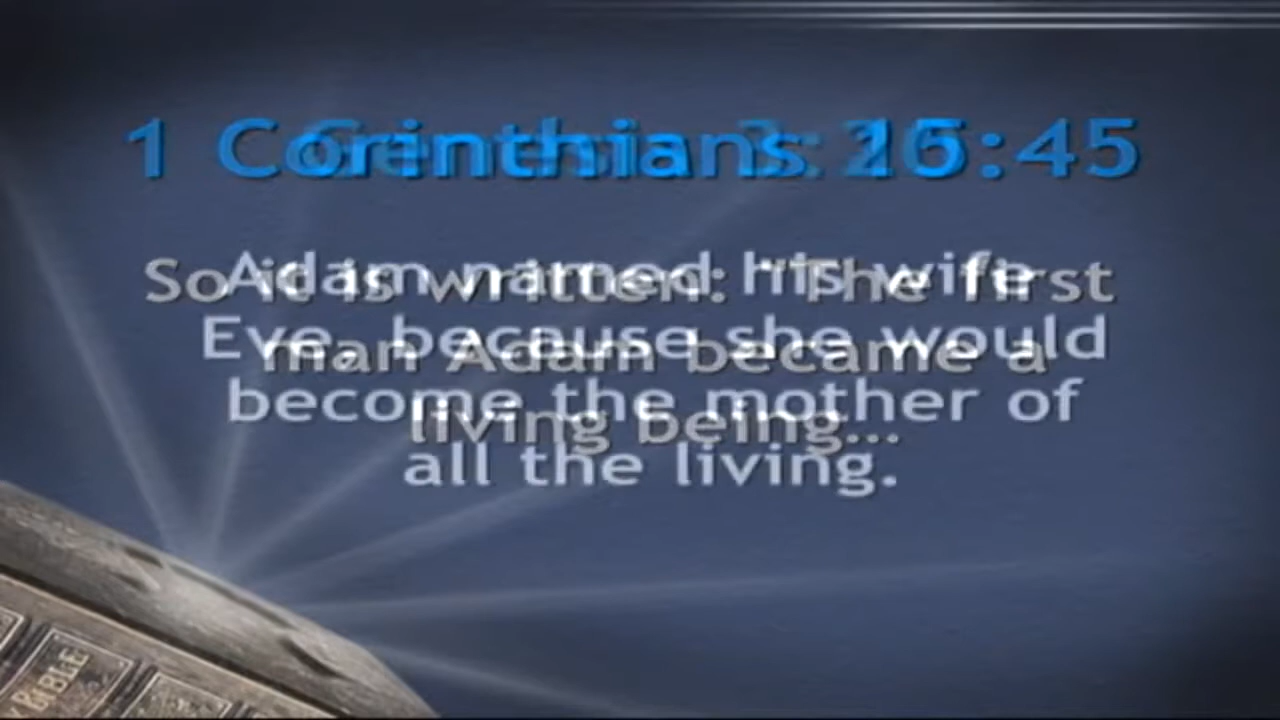 1 Corinthians 15:45
So it is written: "The first
man Adam became a
living being...
Genesis 3:20
Adam named his wife
Eve, because she would
become the mother of
all the living.
BIBLE